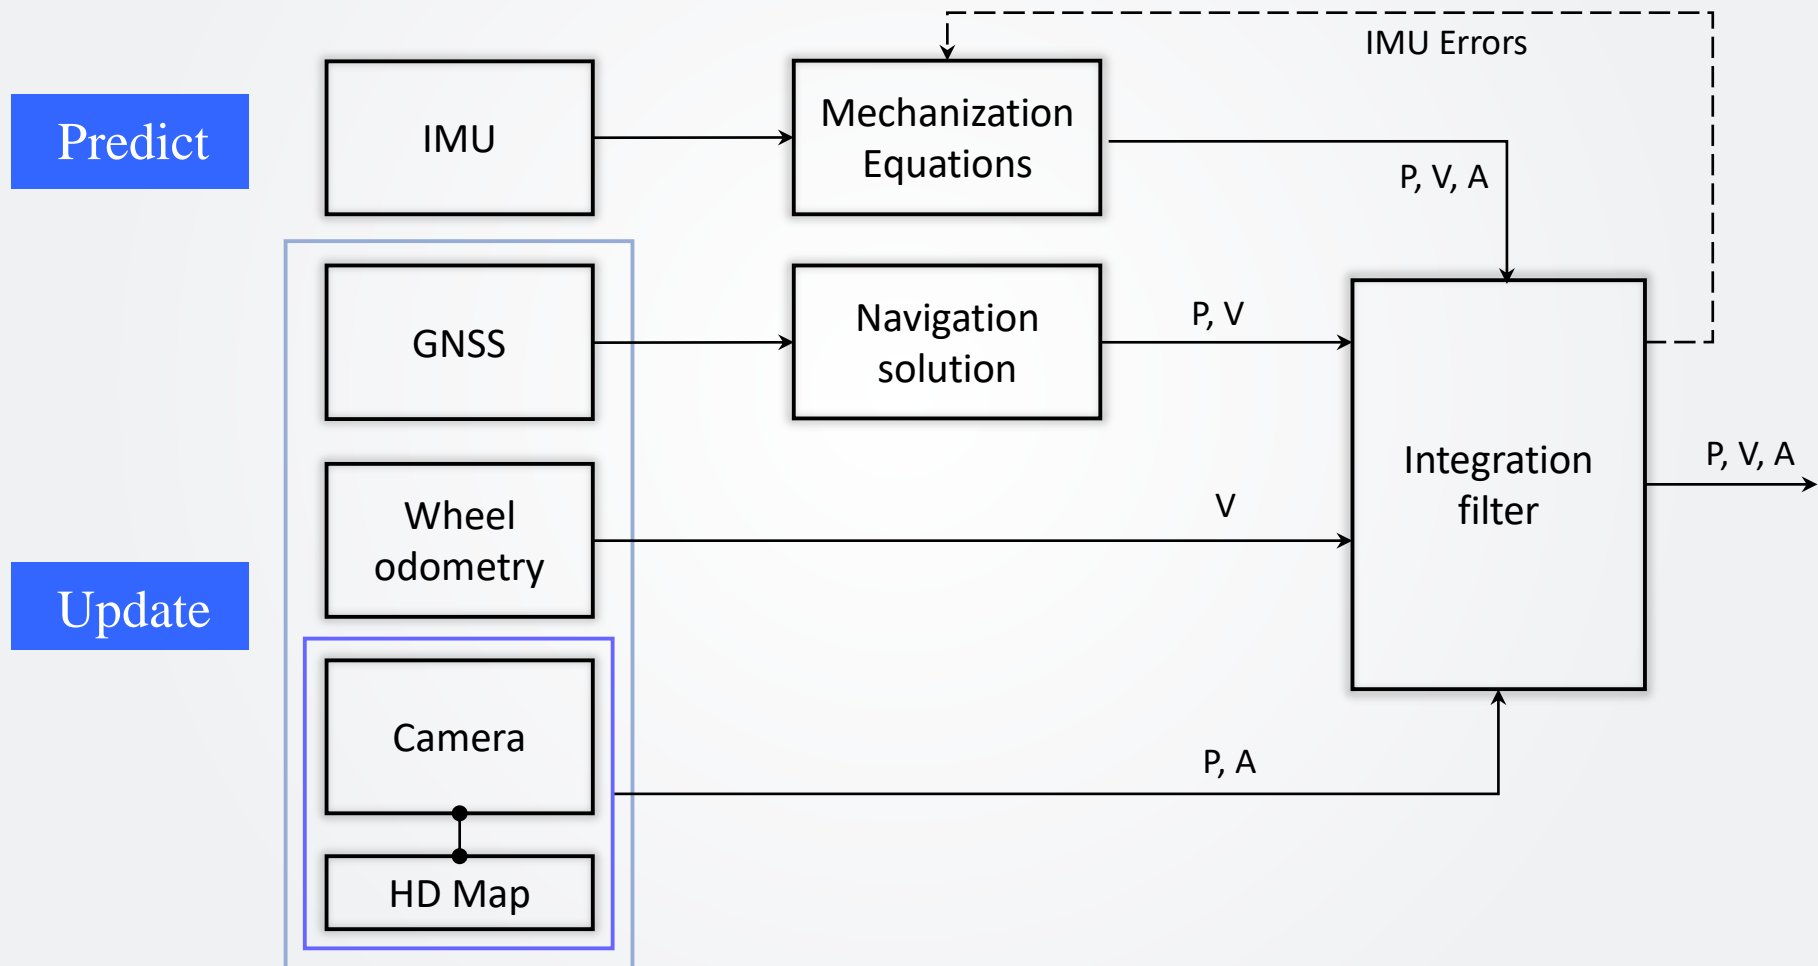 IMU Errors
Predict
IMU
Mechanization
Equations
P, V, A
GNSS
Navigation
solution
P, V
Integration
filter
P, V, A
Wheel
odometry
V
Update
Camera
P, A
HD Map